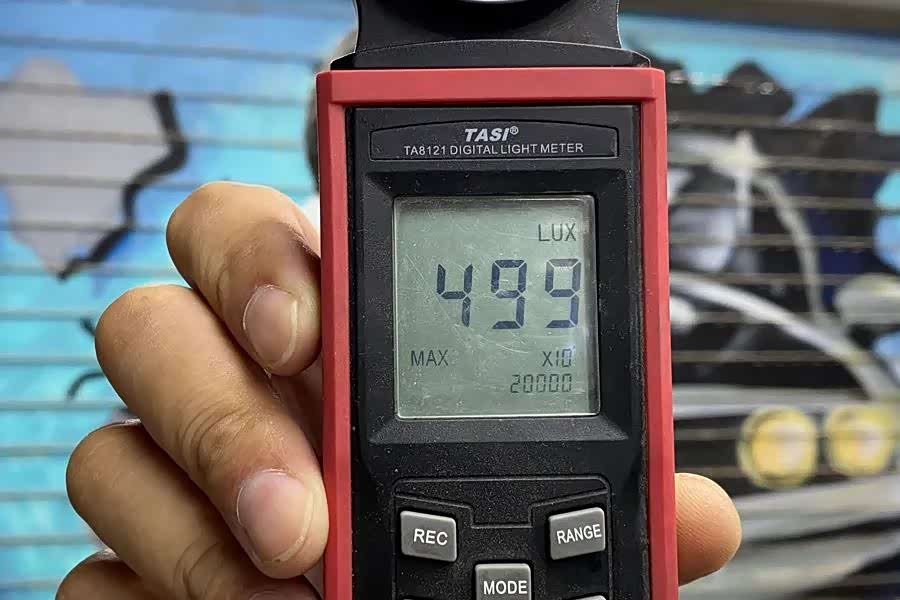 TASI®
TA8121 DIGITAL LIGHT METER
LUX
499
MAX X10
20000
REC RANGE
MODE